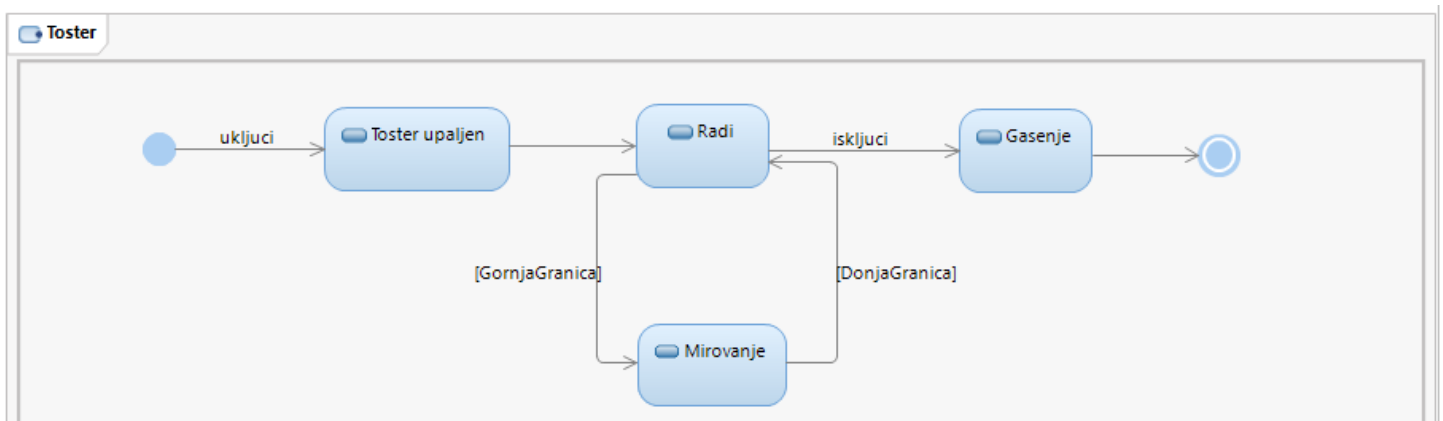 Toster
ukljuci
Toster upaljen
Radi
iskljuci
Gasenje
[GornjaGranica]
[DonjaGranica]
Mirovanje